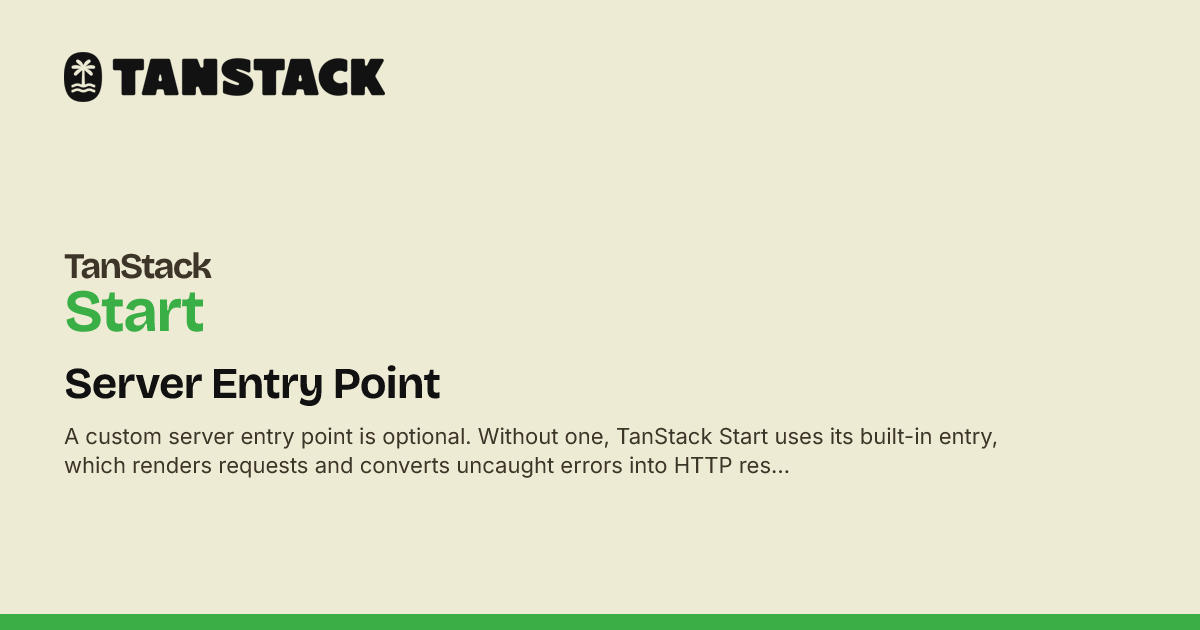 TANSTACK
TanStack
Start
Server Entry Point
A custom server entry point is optional. Without one, TanStack Start uses its built-in entry,
which renders requests and converts uncaught errors into HTTP res...